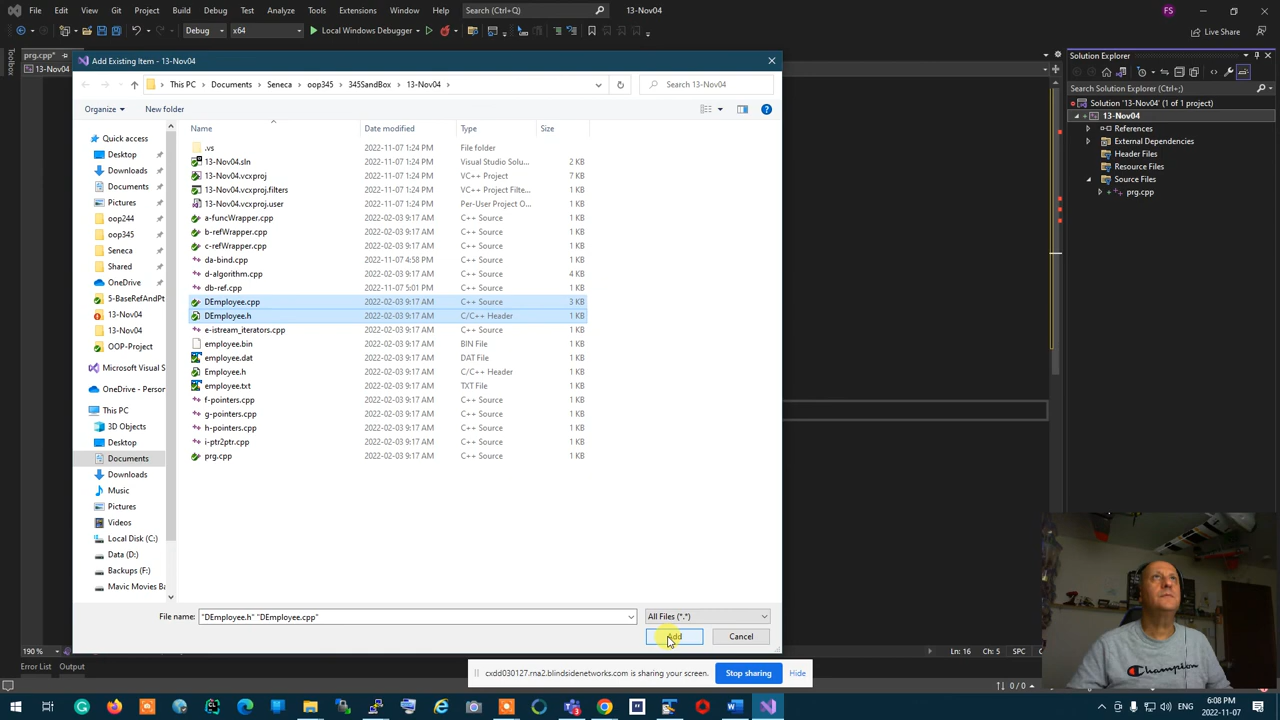 File Edit View Git Project Build Debug Test Analyze Tools Extensions Window Help Search (Ctrl+Q) 13-Nov04 FS
Debug x64 Local Windows Debugger Live Share
prg.cpp*
13-Nov04
Toolbox
Add Existing Item - 13-Nov04
This PC > Documents > Seneca > oop345 > 345SandBox > 13-Nov04 >
Search 13-Nov04
Organize New folder
Name Date modified Type Size
.vs 2022-11-07 1:24 PM File folder
13-Nov04.sln 2022-11-07 1:24 PM Visual Studio Solu... 2 KB
13-Nov04.vcxproj 2022-11-07 1:24 PM VC++ Project 7 KB
13-Nov04.vcxproj.filters 2022-11-07 1:24 PM VC++ Project Filte... 1 KB
13-Nov04.vcxproj.user 2022-11-07 1:24 PM Per-User Project O... 1 KB
a-funcWrapper.cpp 2022-02-03 9:17 AM C++ Source 1 KB
b-refWrapper.cpp 2022-02-03 9:17 AM C++ Source 1 KB
c-refWrapper.cpp 2022-02-03 9:17 AM C++ Source 1 KB
da-bind.cpp 2022-11-07 4:58 PM C++ Source 1 KB
d-algorithm.cpp 2022-02-03 9:17 AM C++ Source 4 KB
db-ref.cpp 2022-11-07 5:01 PM C++ Source 1 KB
DEmployee.cpp 2022-02-03 9:17 AM C++ Source 3 KB
DEmployee.h 2022-02-03 9:17 AM C/C++ Header 1 KB
e-istream_iterators.cpp 2022-02-03 9:17 AM C++ Source 1 KB
employee.bin 2022-02-03 9:17 AM BIN File 1 KB
employee.dat 2022-02-03 9:17 AM DAT File 1 KB
Employee.h 2022-02-03 9:17 AM C/C++ Header 1 KB
employee.txt 2022-02-03 9:17 AM TXT File 1 KB
f-pointers.cpp 2022-02-03 9:17 AM C++ Source 1 KB
g-pointers.cpp 2022-02-03 9:17 AM C++ Source 1 KB
h-pointers.cpp 2022-02-03 9:17 AM C++ Source 1 KB
i-ptr2ptr.cpp 2022-02-03 9:17 AM C++ Source 1 KB
prg.cpp 2022-02-03 9:17 AM C++ Source 1 KB
Quick access
Desktop
Downloads
Documents
Pictures
oop244
oop345
Seneca
Shared
OneDrive
5-BaseRefAndPt
13-Nov04
13-Nov04
OOP-Project
Microsoft Visual S
OneDrive - Person
This PC
3D Objects
Desktop
Documents
Downloads
Music
Pictures
Videos
Local Disk (C:)
Data (D:)
Backups (F:)
Mavic Movies Ba
File name: "DEmployee.h" "DEmployee.cpp" All Files (*.*)
Add Cancel
Solution Explorer
Search Solution Explorer (Ctrl+;)
Solution '13-Nov04' (1 of 1 project)
13-Nov04
References
External Dependencies
Header Files
Resource Files
Source Files
prg.cpp
190 % Ln: 16 Ch: 5 SPC
Error List Output
cxdd030127.rna2.blindsidenetworks.com is sharing your screen. Stop sharing Hide
0 / 0
Champion
6:08 PM
2022-11-07